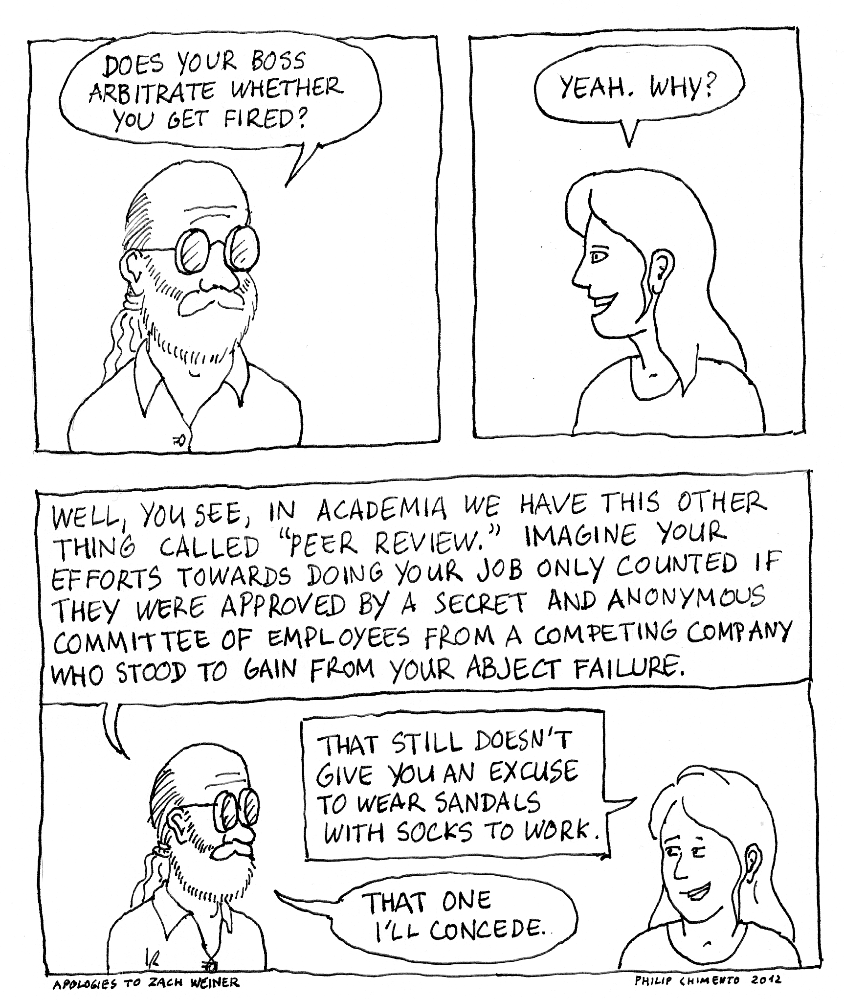 DOES YOUR BOSS
ARBITRATE WHETHER
YOU GET FIRED?
YEAH. WHY?
WELL, YOU SEE, IN ACADEMIA WE HAVE THIS OTHER
THING CALLED "PEER REVIEW." IMAGINE YOUR
EFFORTS TOWARDS DOING YOUR JOB ONLY COUNTED IF
THEY WERE APPROVED BY A SECRET AND ANONYMOUS
COMMITTEE OF EMPLOYEES FROM A COMPETING COMPANY
WHO STOOD TO GAIN FROM YOUR ABJECT FAILURE.
THAT STILL DOESN'T
GIVE YOU AN EXCUSE
TO WEAR SANDALS
WITH SOCKS TO WORK.
THAT ONE
I'LL CONCEDE.
APOLOGIES TO ZACH WEINER
PHILIP CHIMENTO 2012